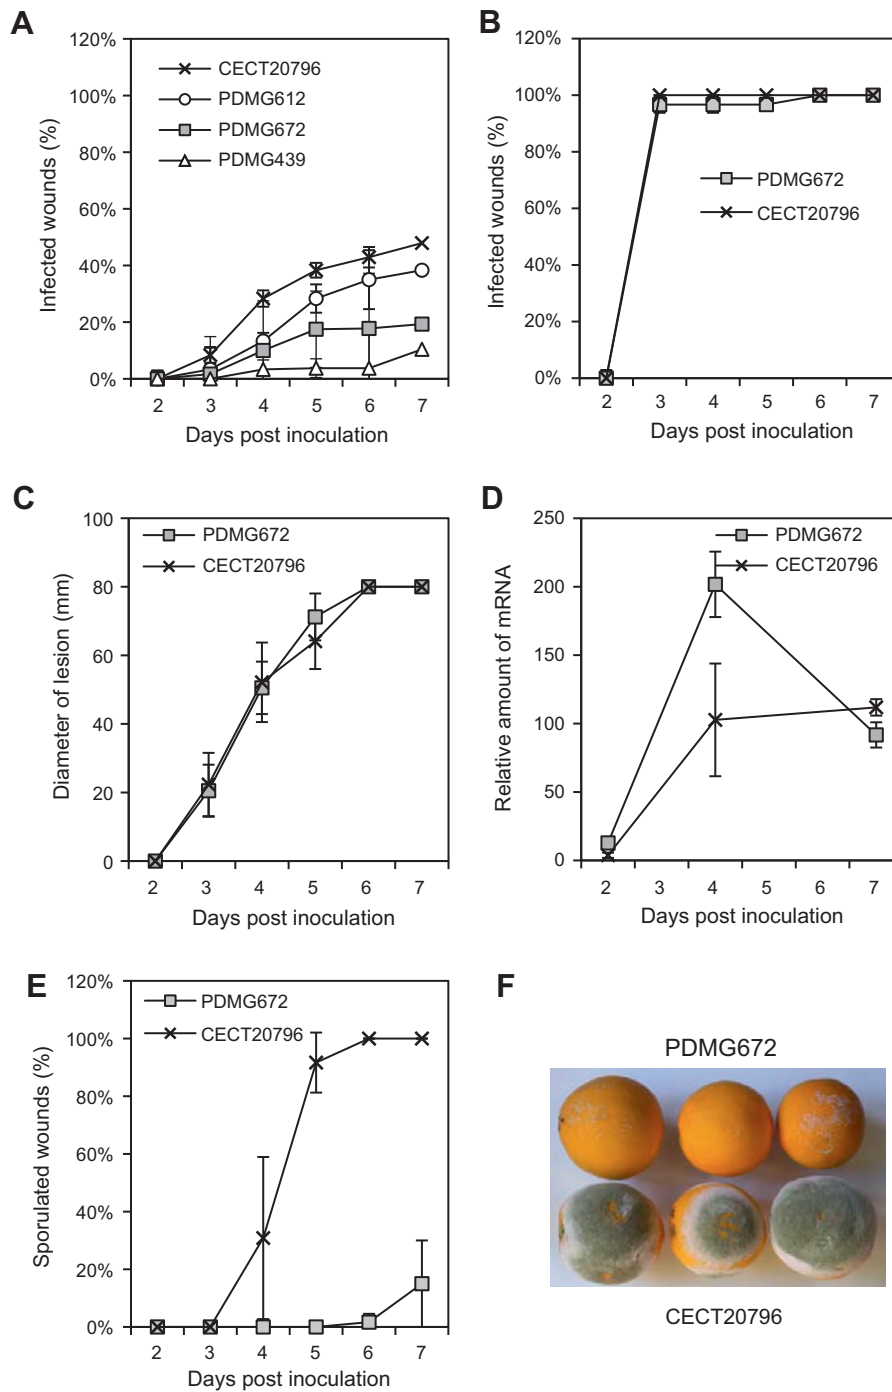 A
120%
100%
80%
60%
40%
20%
0%
Infected wounds (%)
CECT20796
PDMG612
PDMG672
PDMG439
2 3 4 5 6 7
Days post inoculation
B
120%
100%
80%
60%
40%
20%
0%
Infected wounds (%)
PDMG672
CECT20796
2 3 4 5 6 7
Days post inoculation
C
100
80
60
40
20
0
Diameter of lesion (mm)
PDMG672
CECT20796
2 3 4 5 6 7
Days post inoculation
D
250
200
150
100
50
0
Relative amount of mRNA
PDMG672
CECT20796
2 3 4 5 6 7
Days post inoculation
E
120%
100%
80%
60%
40%
20%
0%
Sporulated wounds (%)
PDMG672
CECT20796
2 3 4 5 6 7
Days post inoculation
F
PDMG672
CECT20796